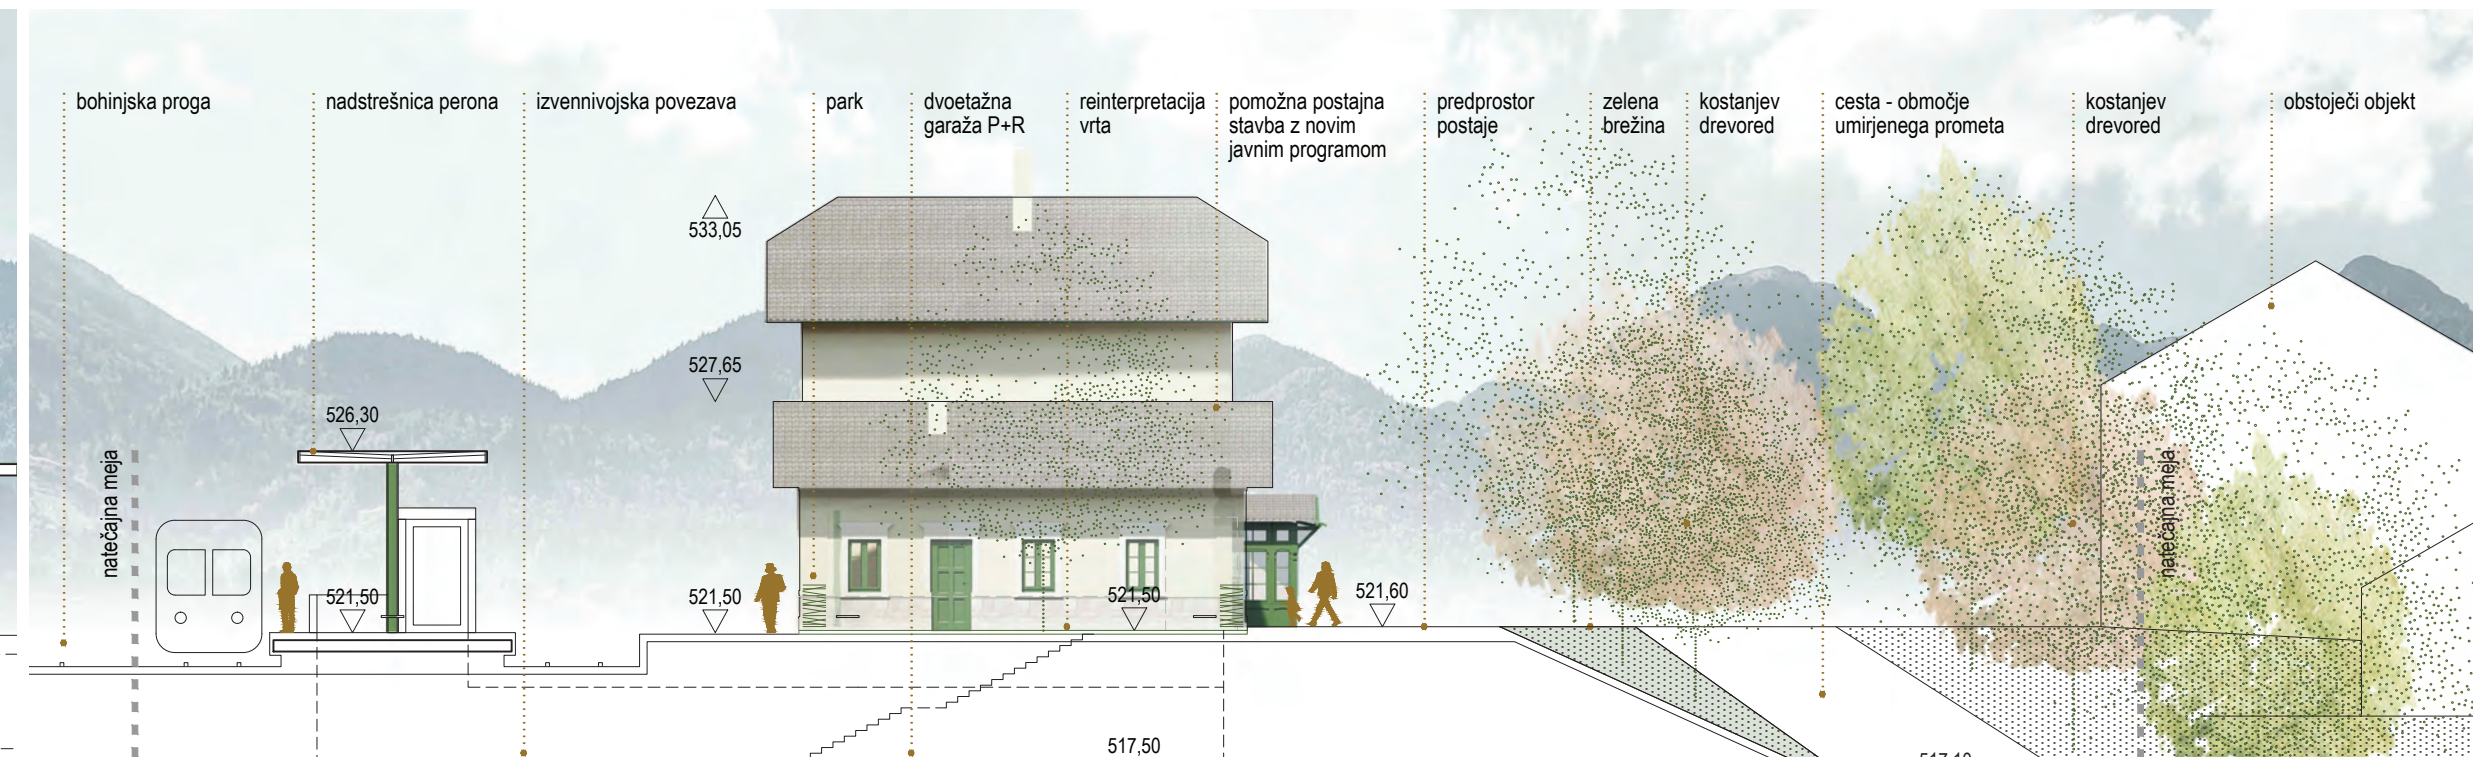 bohinjska proga
nadstrešnica perona
izvennivojska povezava
park
dvoetažna
garaža P+R
reinterpretacija
vrta
pomožna postajna
stavba z novim
javnim programom
predprostor
postaje
zelena
brežina
kostanjev
drevored
cesta - območje
umirjenega prometa
kostanjev
drevored
obstoječi objekt
533,05
527,65
526,30
natečajna meja
natečajna meja
521,50
521,50
521,50
521,60
517,50
517,10